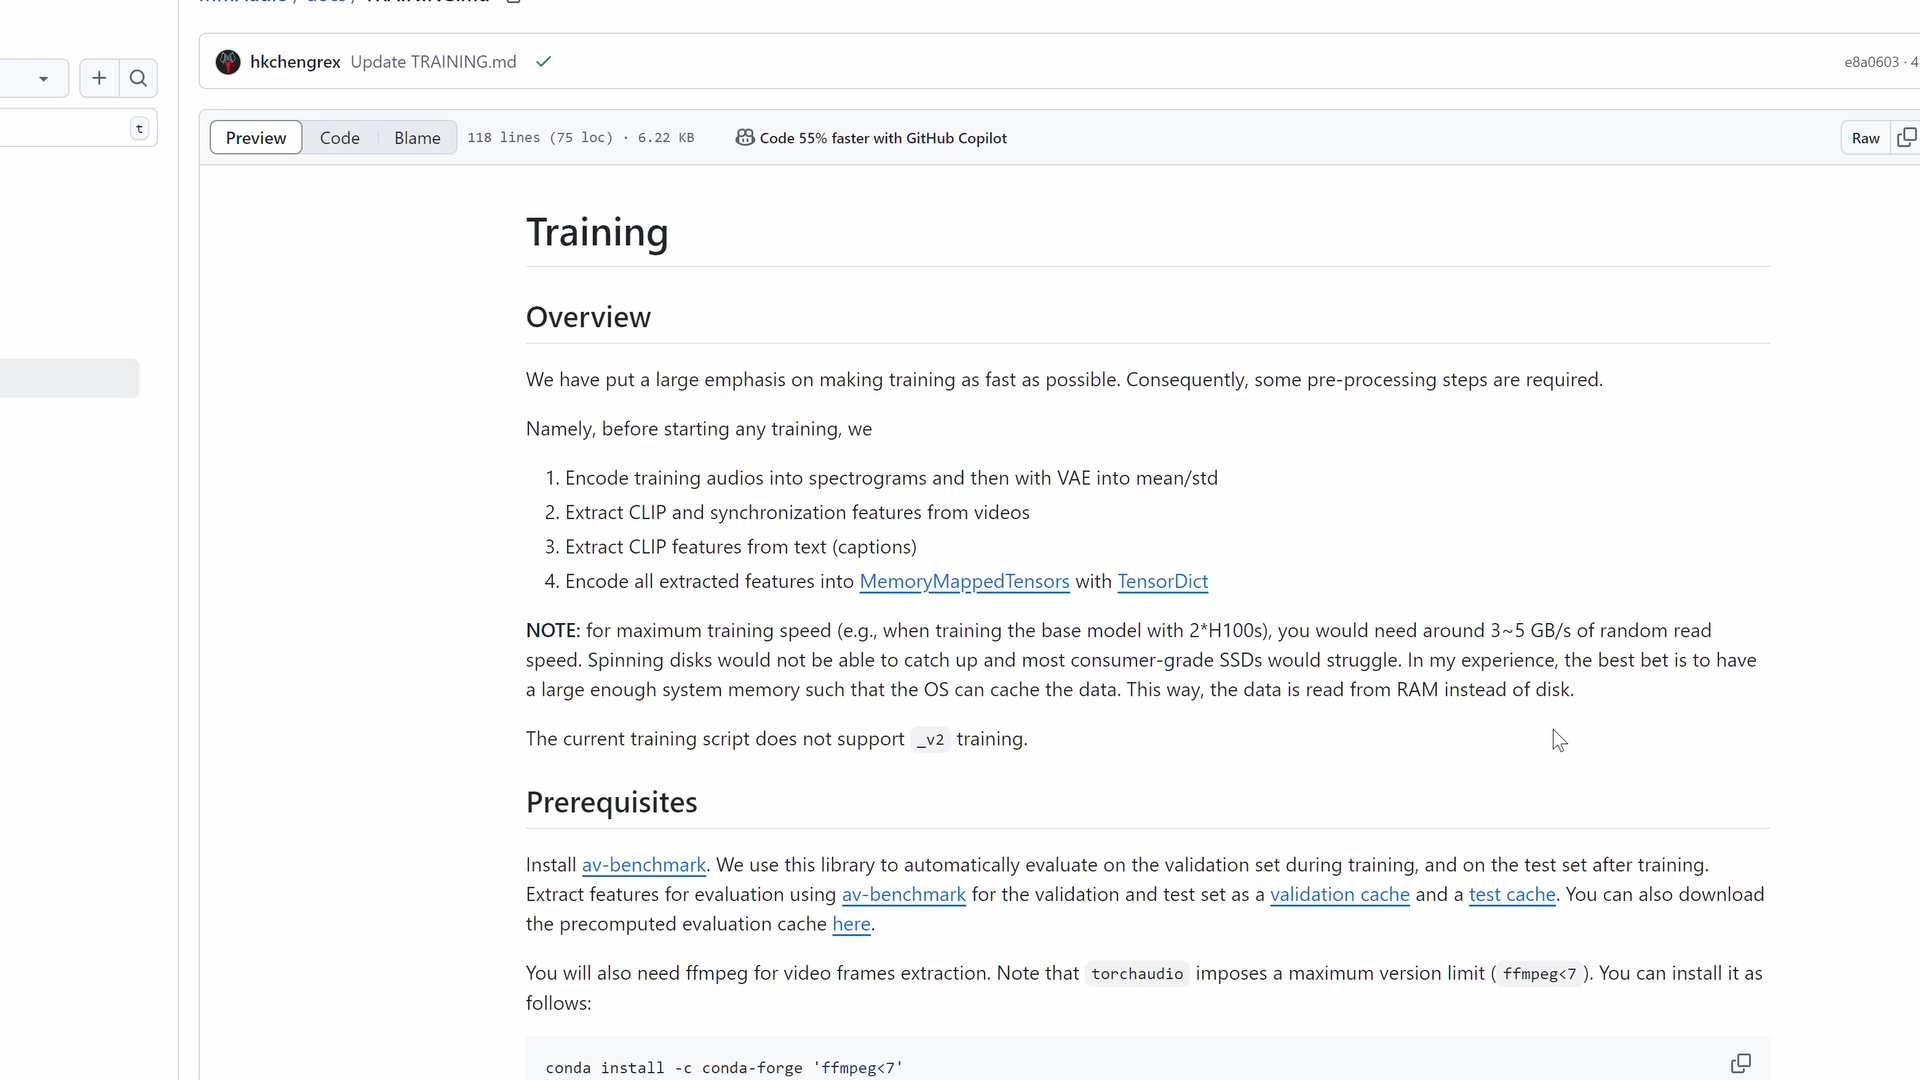 hkchengrex Update TRAINING.md
e8a0603 · 4
t
Preview Code Blame 118 lines (75 loc) · 6.22 KB Code 55% faster with GitHub Copilot Raw
Training
Overview
We have put a large emphasis on making training as fast as possible. Consequently, some pre-processing steps are required.
Namely, before starting any training, we
1. Encode training audios into spectrograms and then with VAE into mean/std
2. Extract CLIP and synchronization features from videos
3. Extract CLIP features from text (captions)
4. Encode all extracted features into MemoryMappedTensors with TensorDict
NOTE: for maximum training speed (e.g., when training the base model with 2*H100s), you would need around 3~5 GB/s of random read
speed. Spinning disks would not be able to catch up and most consumer-grade SSDs would struggle. In my experience, the best bet is to have
a large enough system memory such that the OS can cache the data. This way, the data is read from RAM instead of disk.
The current training script does not support _v2 training.
Prerequisites
Install av-benchmark. We use this library to automatically evaluate on the validation set during training, and on the test set after training.
Extract features for evaluation using av-benchmark for the validation and test set as a validation cache and a test cache. You can also download
the precomputed evaluation cache here.
You will also need ffmpeg for video frames extraction. Note that torchaudio imposes a maximum version limit (ffmpeg<7). You can install it as
follows:
conda install -c conda-forge 'ffmpeg<7'